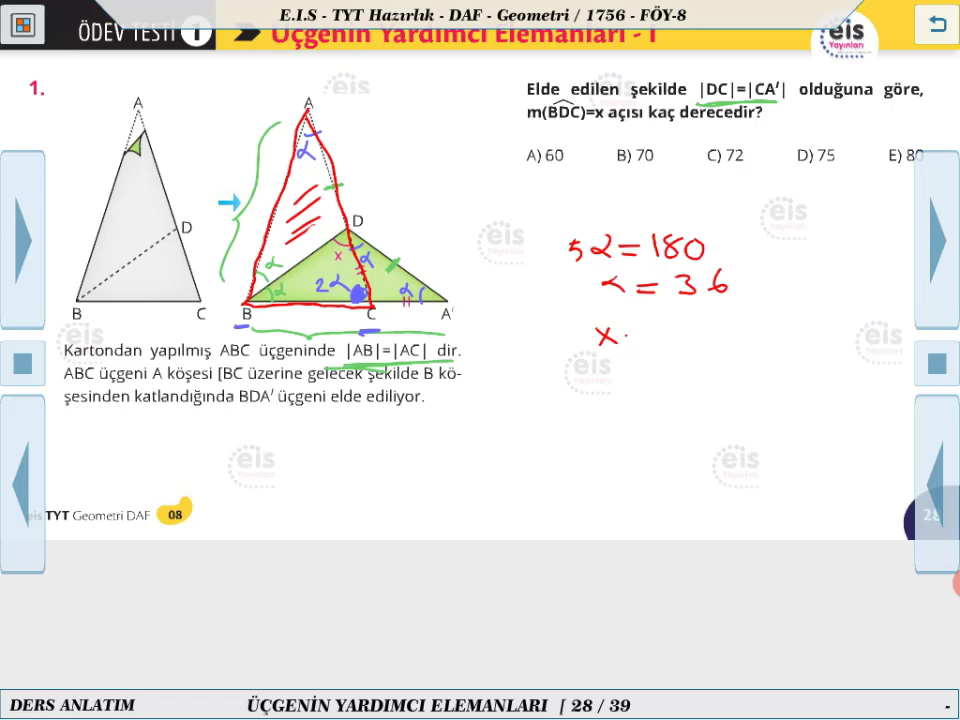 E.I.S - TYT Hazırlık - DAF - Geometri / 1756 - FÖY-8
ÖDEV TESTİ 1
Üçgenin Yardımcı Elemanları - I
eis
Yayınları
1.
A
D
B
C
A
α
D
x
α
α
α
2α
α
B
C
A'
Kartondan yapılmış ABC üçgeninde |AB|=|AC| dir.
ABC üçgeni A köşesi [BC üzerine gelecek şekilde B kö-
şesinden katlandığında BDA' üçgeni elde ediliyor.
Elde edilen şekilde |DC|=|CA'| olduğuna göre,
m(BDC)=x açısı kaç derecedir?
A) 60 B) 70 C) 72 D) 75 E) 80
5α = 180
α = 36
x
eis TYT Geometri DAF 08
28
DERS ANLATIM
ÜÇGENİN YARDIMCI ELEMANLARI [ 28 / 39
-